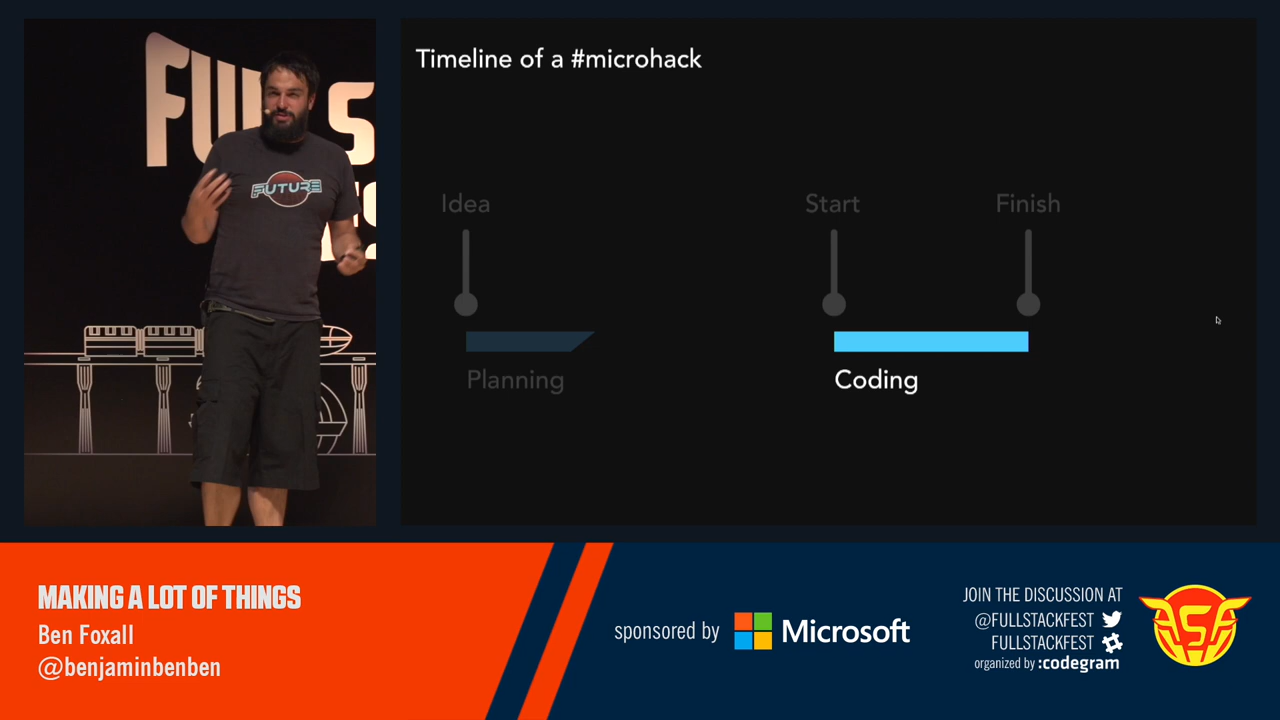 FUTURE
Timeline of a #microhack
Idea
Start
Finish
Planning
Coding
MAKING A LOT OF THINGS
Ben Foxall
@benjaminbenben
sponsored by
Microsoft
JOIN THE DISCUSSION AT
@FULLSTACKFEST
FULLSTACKFEST
organized by :codegram
FSF